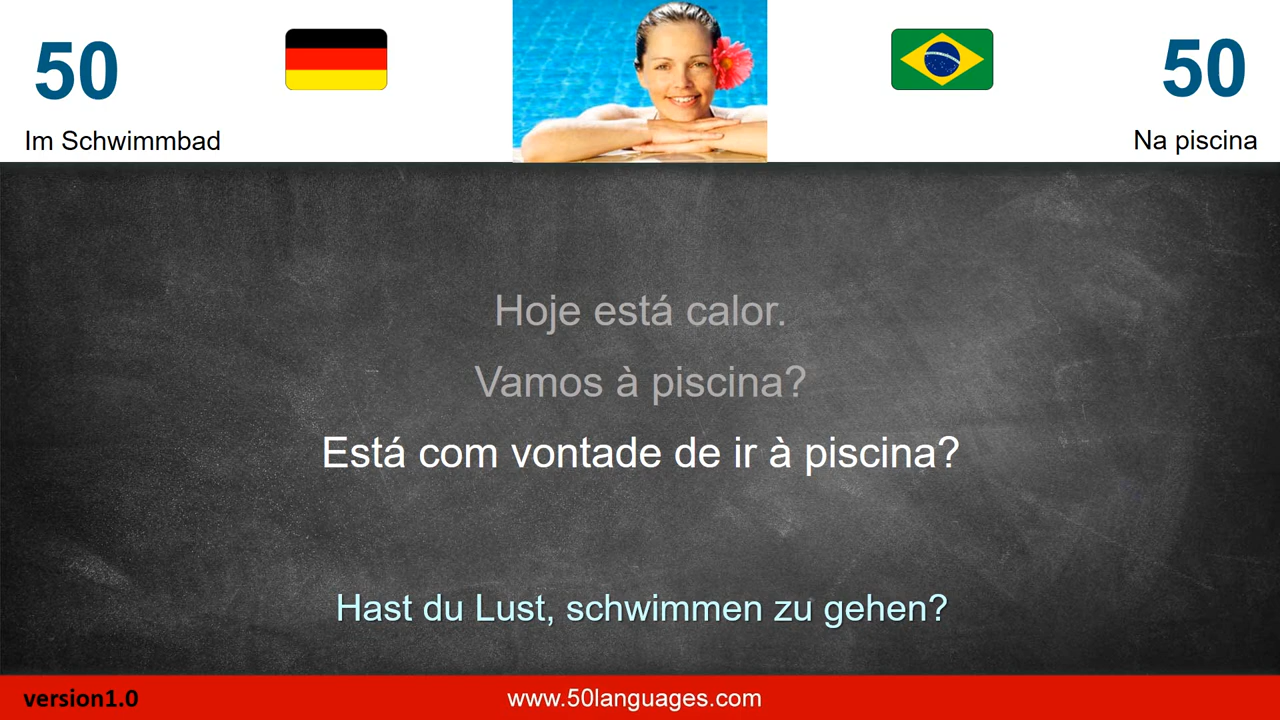 50
Im Schwimmbad
50
Na piscina
Hoje está calor.
Vamos à piscina?
Está com vontade de ir à piscina?
Hast du Lust, schwimmen zu gehen?
version1.0
www.50languages.com